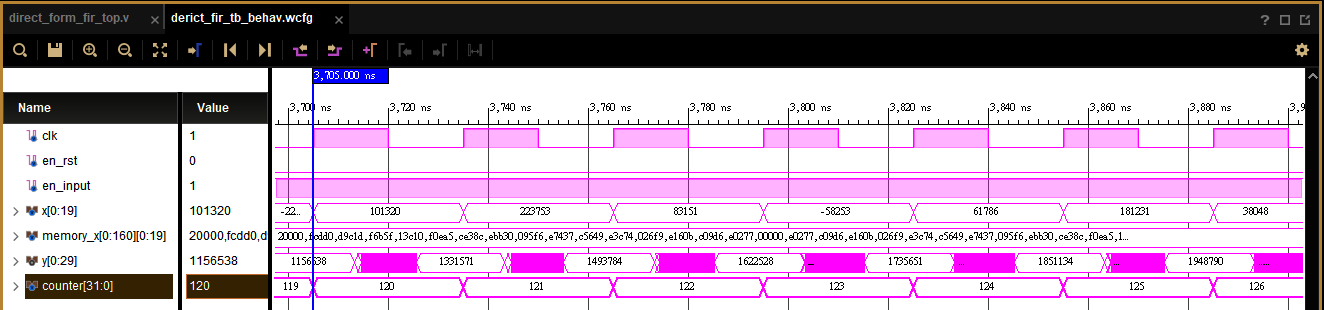 direct_form_fir_top.v × derict_fir_tb_behav.wcfg × ?
3,705.000 ns
Name Value 3,700 ns 3,720 ns 3,740 ns 3,760 ns 3,780 ns 3,800 ns 3,820 ns 3,840 ns 3,860 ns 3,880 ns 3,9
clk 1
en_rst 0
en_input 1
x[0:19] 101320 -22... 101320 223753 83151 -58253 61786 181231 38048
memory_x[0:160][0:19] 20000,fcdd0,d 20000,fcdd0,d9c1d,f6b5f,13c10,f0ea5,ce38c,ebb30,095f6,e7437,c5649,e3c74,026f9,e160b,c09d6,e0277,00000,e0277,c09d6,e160b,026f9,e3c74,c5649,e7437,095f6,ebb30,ce38c,f0ea5,1...
y[0:29] 1156538 1156538 1331571 1493784 1622528 ... 1735651 ... 1851134 ... 1948790 ...
counter[31:0] 120 119 120 121 122 123 124 125 126